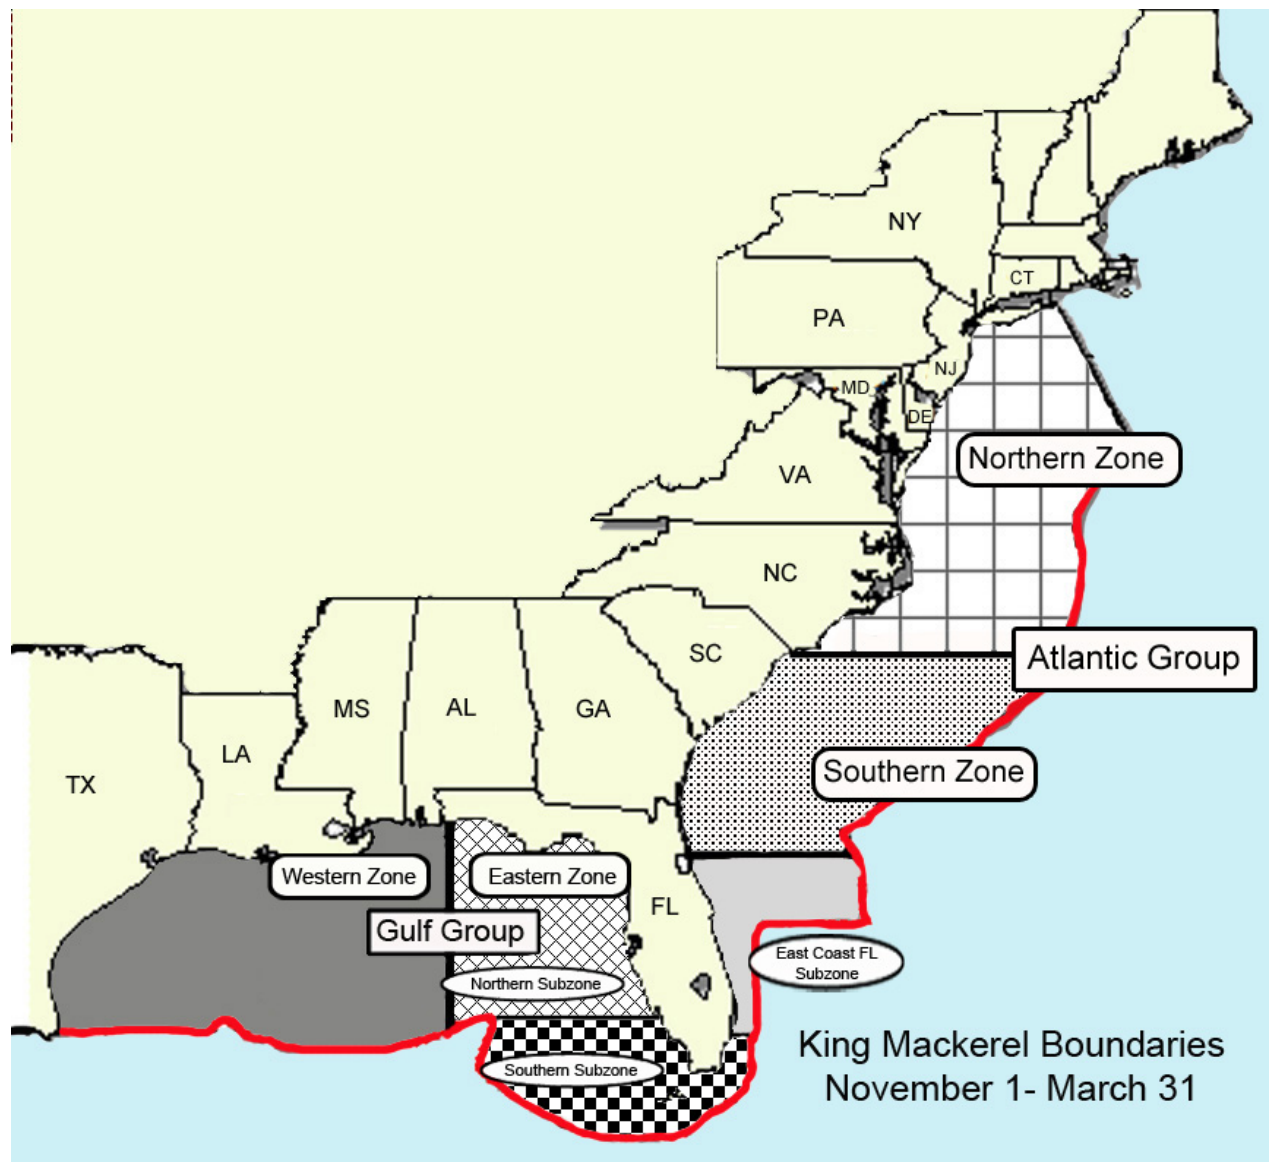 NY
CT
PA
NJ
MD
DE
Northern Zone
VA
NC
Atlantic Group
SC
MS
AL
GA
LA
TX
Southern Zone
Western Zone
Eastern Zone
FL
Gulf Group
East Coast FL
Subzone
Northern Subzone
Southern Subzone
King Mackerel Boundaries
November 1- March 31